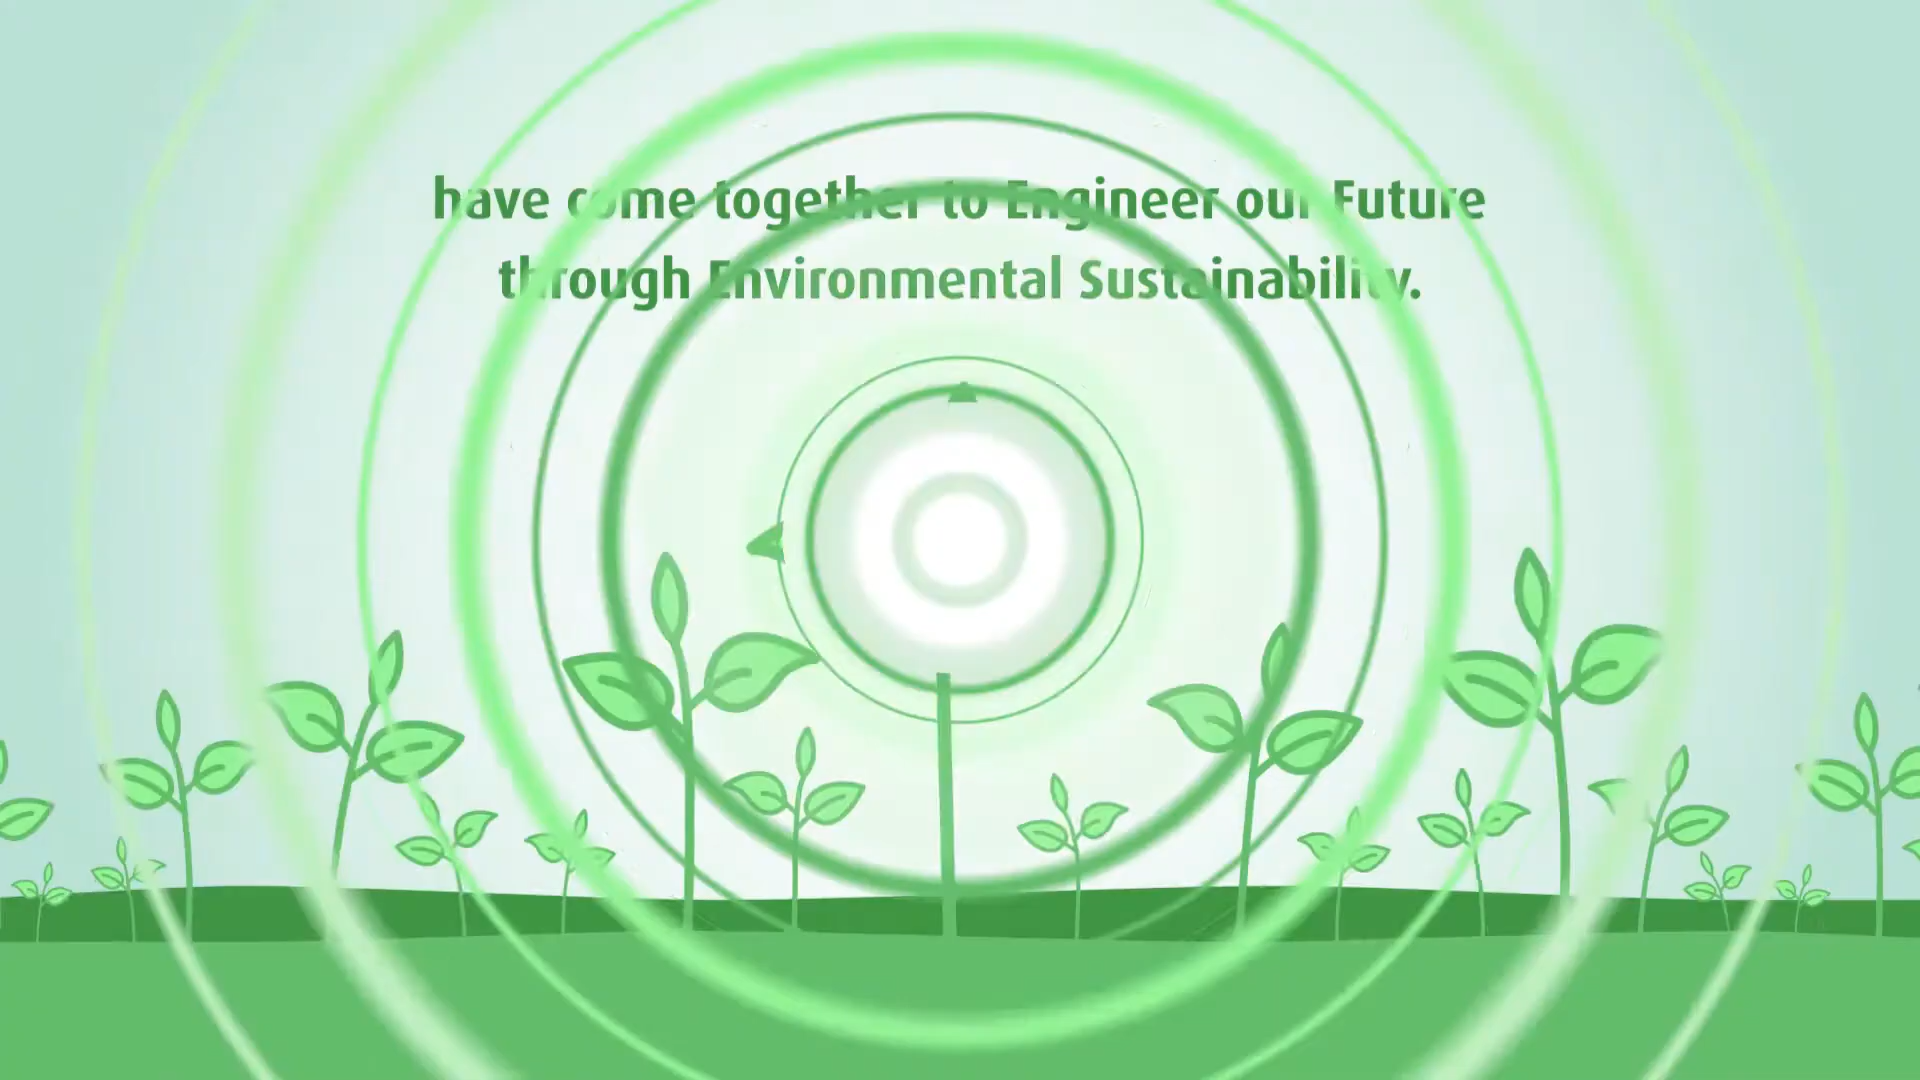 have come together to Engineer our Future
through Environmental Sustainability.